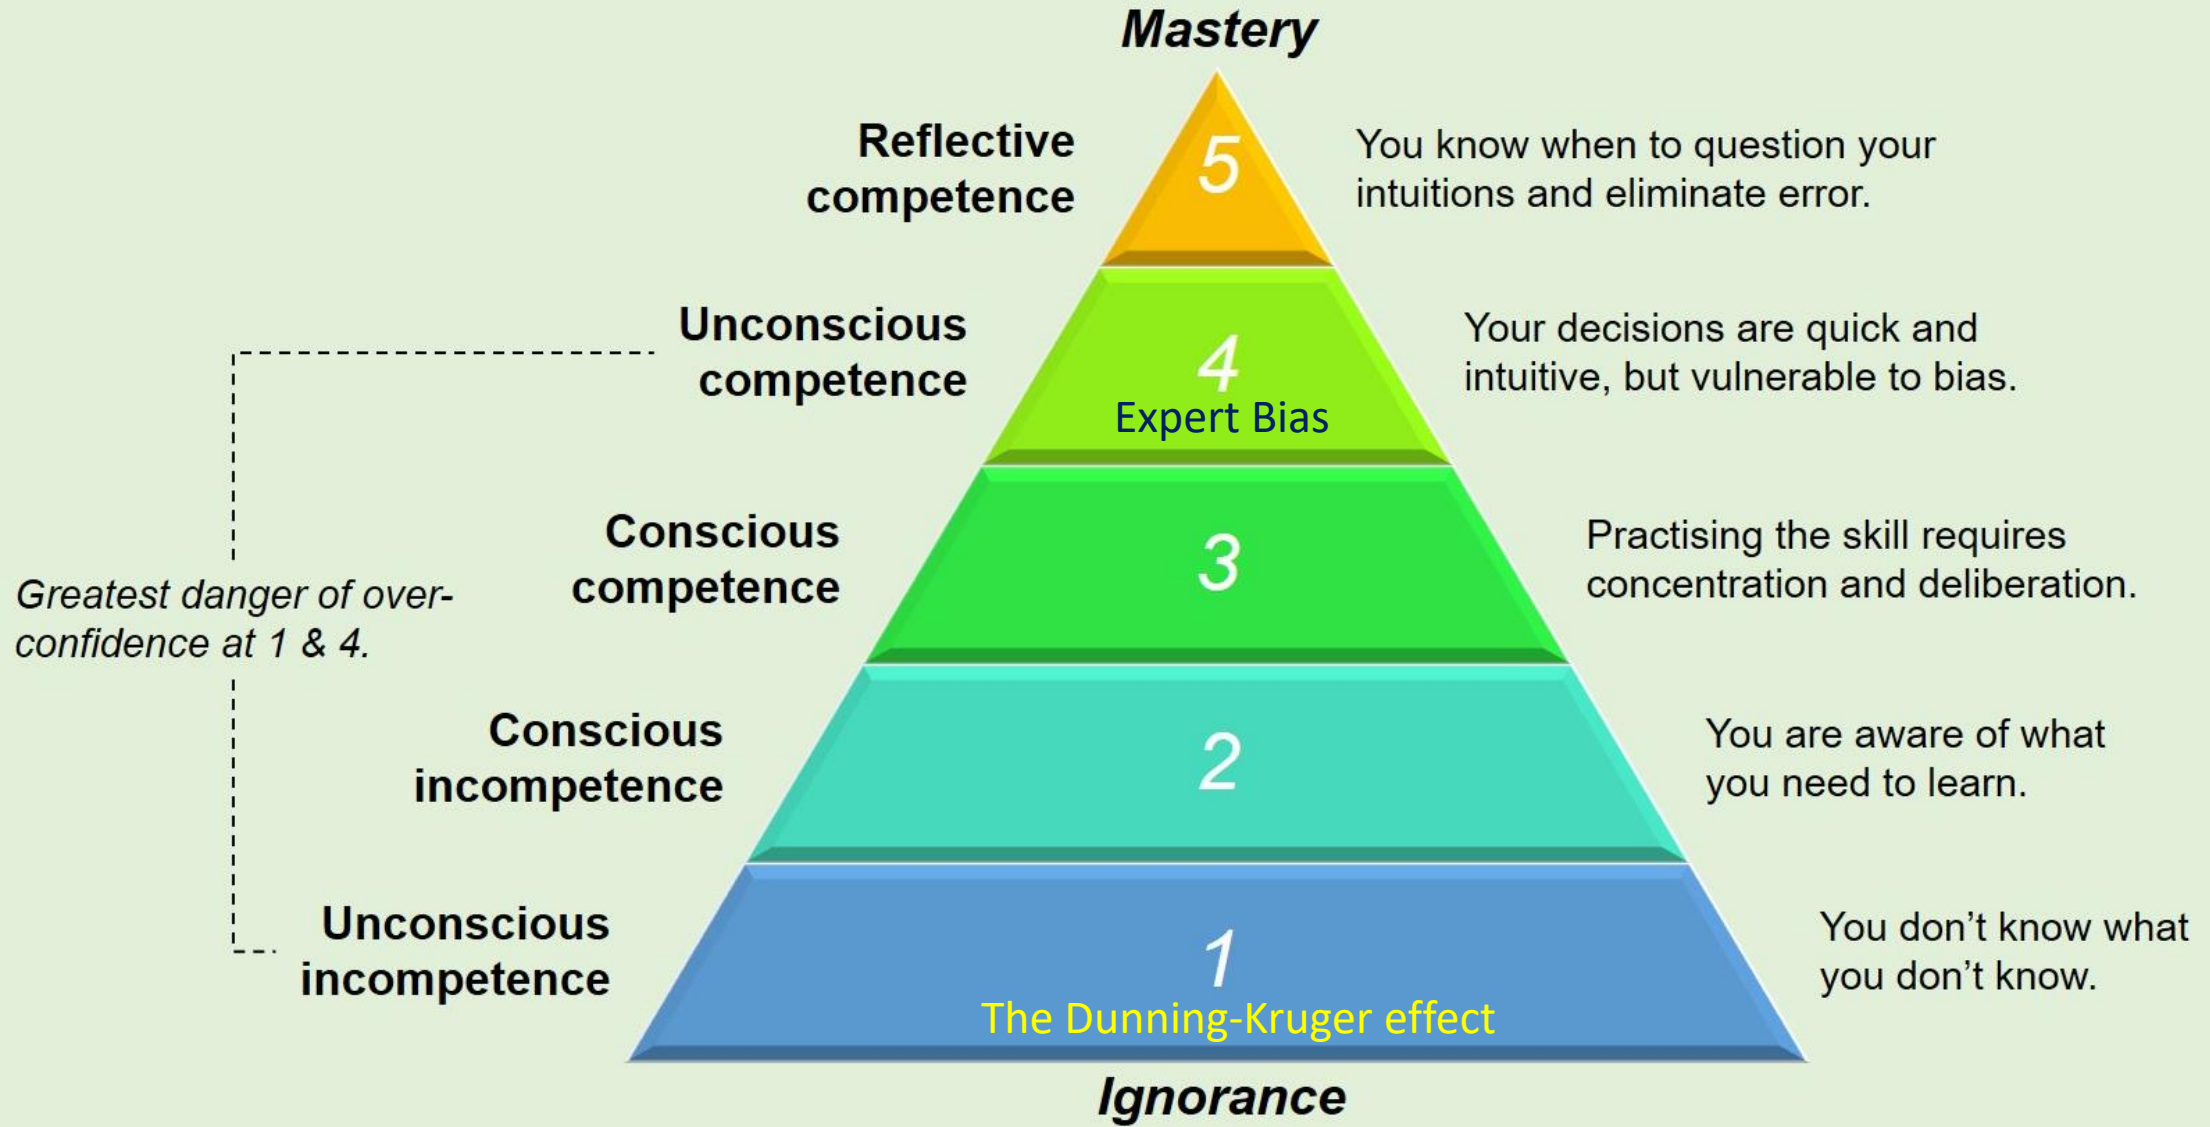 Mastery
Reflective
competence
5
You know when to question your
intuitions and eliminate error.
Unconscious
competence
4
Expert Bias
Your decisions are quick and
intuitive, but vulnerable to bias.
Conscious
competence
3
Practising the skill requires
concentration and deliberation.
Greatest danger of over-
confidence at 1 & 4.
Conscious
incompetence
2
You are aware of what
you need to learn.
Unconscious
incompetence
1
The Dunning-Kruger effect
You don’t know what
you don’t know.
Ignorance